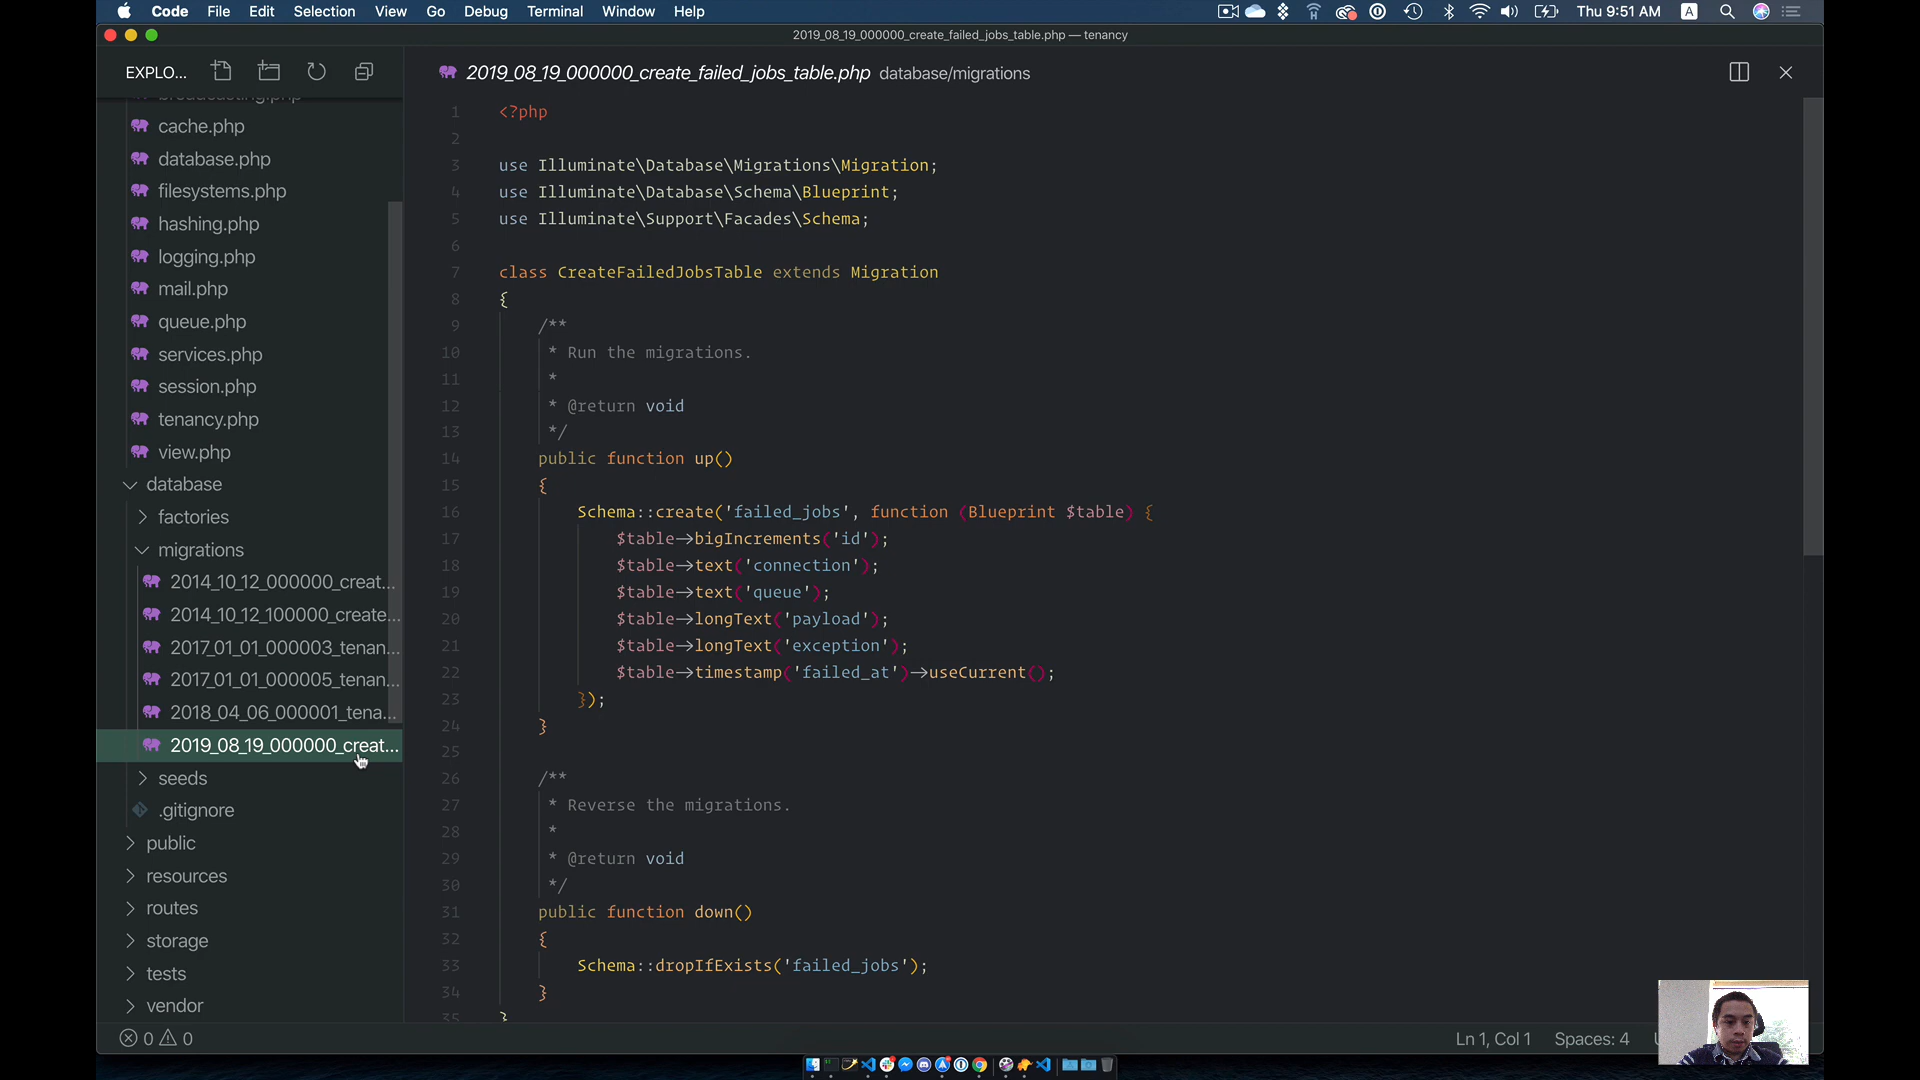 Code File Edit Selection View Go Debug Terminal Window Help
Thu 9:51 AM
A
2019_08_19_000000_create_failed_jobs_table.php — tenancy
EXPLO...
2019_08_19_000000_create_failed_jobs_table.php database/migrations
broadcasting.php
cache.php
database.php
filesystems.php
hashing.php
logging.php
mail.php
queue.php
services.php
session.php
tenancy.php
view.php
database
factories
migrations
2014_10_12_000000_creat...
2014_10_12_100000_create...
2017_01_01_000003_tenan...
2017_01_01_000005_tenan...
2018_04_06_000001_tena...
2019_08_19_000000_creat...
seeds
.gitignore
public
resources
routes
storage
tests
vendor
1 <?php
2
3 use Illuminate\Database\Migrations\Migration;
4 use Illuminate\Database\Schema\Blueprint;
5 use Illuminate\Support\Facades\Schema;
6
7 class CreateFailedJobsTable extends Migration
8 {
9 /**
10 * Run the migrations.
11 *
12 * @return void
13 */
14 public function up()
15 {
16 Schema::create('failed_jobs', function (Blueprint $table) {
17 $table->bigIncrements('id');
18 $table->text('connection');
19 $table->text('queue');
20 $table->longText('payload');
21 $table->longText('exception');
22 $table->timestamp('failed_at')->useCurrent();
23 });
24 }
25
26 /**
27 * Reverse the migrations.
28 *
29 * @return void
30 */
31 public function down()
32 {
33 Schema::dropIfExists('failed_jobs');
34 }
35 }
0 0
Ln 1, Col 1 Spaces: 4